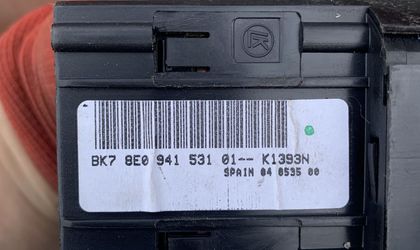 BK7 8E0 941 531 01-- K1393N
SPAIN 04 0535 00